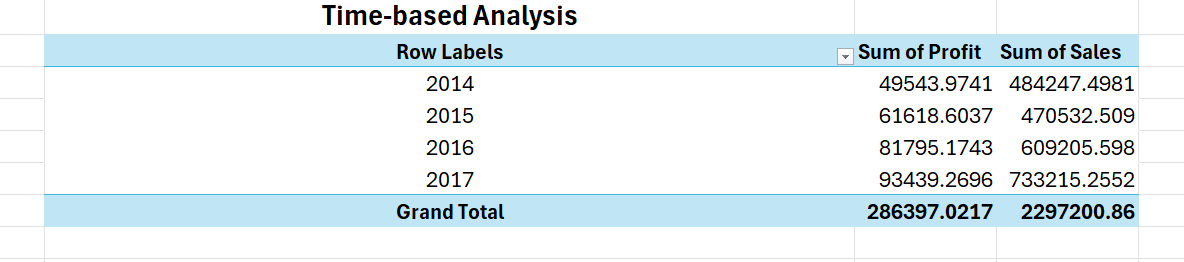 Time-based Analysis
Row Labels Sum of Profit Sum of Sales
2014 49543.9741 484247.4981
2015 61618.6037 470532.509
2016 81795.1743 609205.598
2017 93439.2696 733215.2552
Grand Total 286397.0217 2297200.86